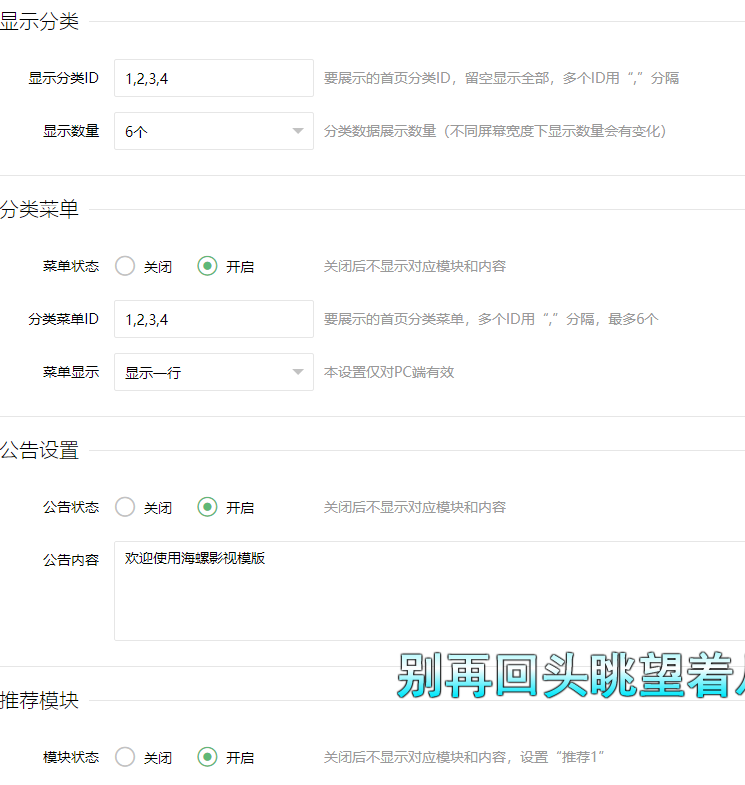 显示分类
显示分类ID 1,2,3,4 要展示的首页分类ID，留空显示全部，多个ID用“,”分隔
显示数量 6个 分类数据展示数量（不同屏幕宽度下显示数量会有变化）
分类菜单
菜单状态 关闭 开启 关闭后不显示对应模块和内容
分类菜单ID 1,2,3,4 要展示的首页分类菜单，多个ID用“,”分隔，最多6个
菜单显示 显示一行 本设置仅对PC端有效
公告设置
公告状态 关闭 开启 关闭后不显示对应模块和内容
公告内容 欢迎使用海螺影视模版
别再回头眺望着
推荐模块
模块状态 关闭 开启 关闭后不显示对应模块和内容，设置“推荐1”